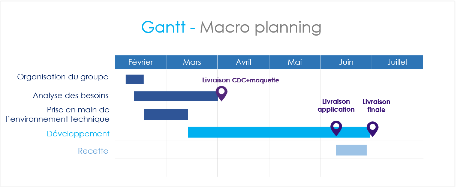 Gantt - Macro planning
Février Mars Avril Mai Juin Juillet
Organisation du groupe
Livraison CDC+maquette
Analyse des besoins
Prise en main de
l'environnement technique
Livraison
application
Livraison
finale
Développement
Recette